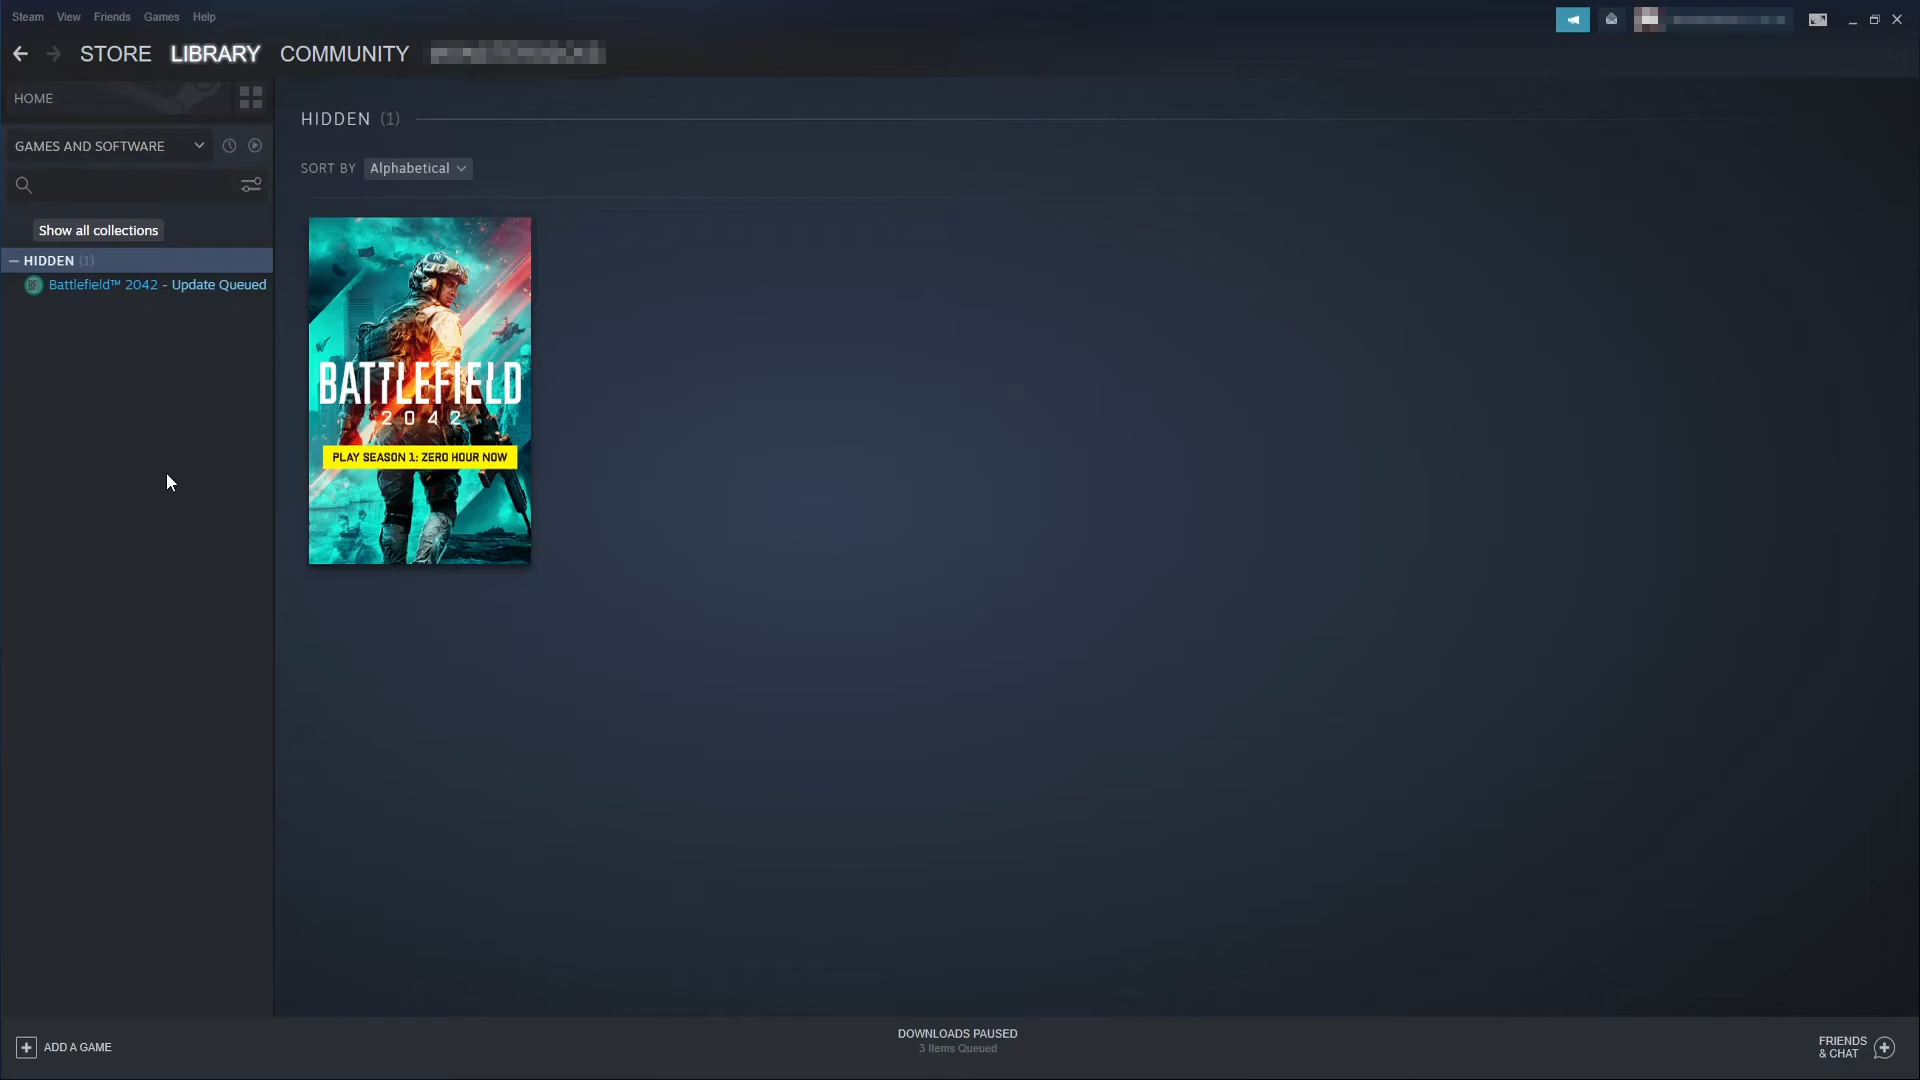 Steam View Friends Games Help
STORE LIBRARY COMMUNITY
HOME
GAMES AND SOFTWARE
Show all collections
HIDDEN (1)
Battlefield™ 2042 - Update Queued
HIDDEN (1)
SORT BY Alphabetical
BATTLEFIELD
2042
PLAY SEASON 1: ZERO HOUR NOW
ADD A GAME
DOWNLOADS PAUSED
3 Items Queued
FRIENDS
& CHAT